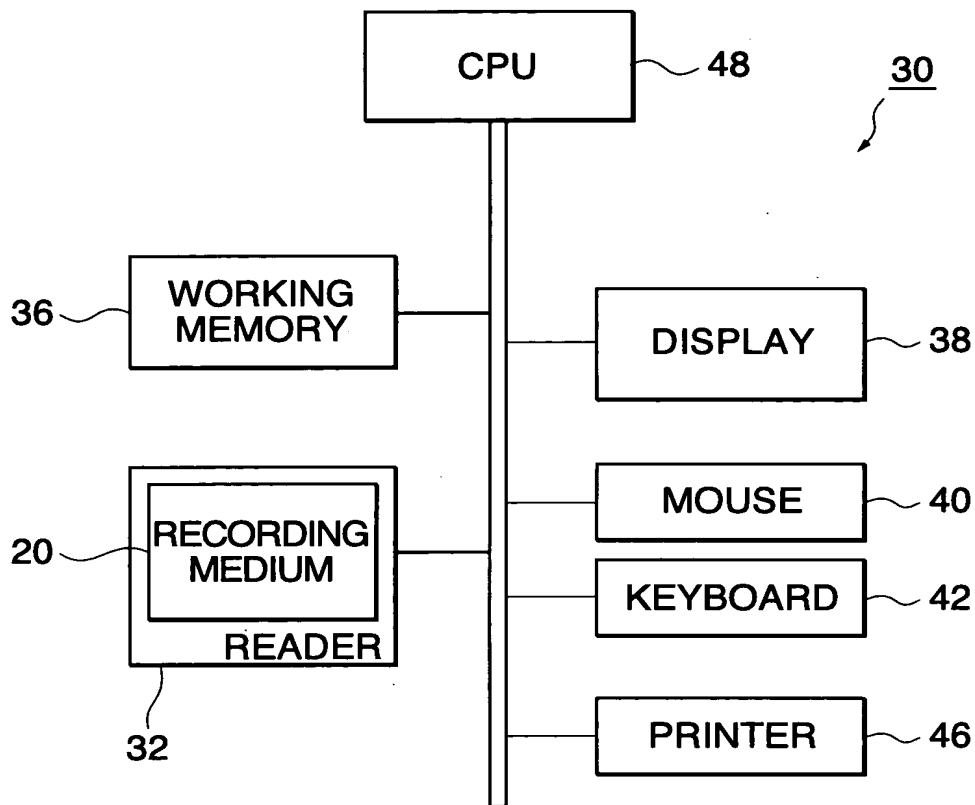 CPU
48
30
WORKING
MEMORY
36
DISPLAY
38
RECORDING
MEDIUM
20
READER
32
MOUSE
40
KEYBOARD
42
PRINTER
46